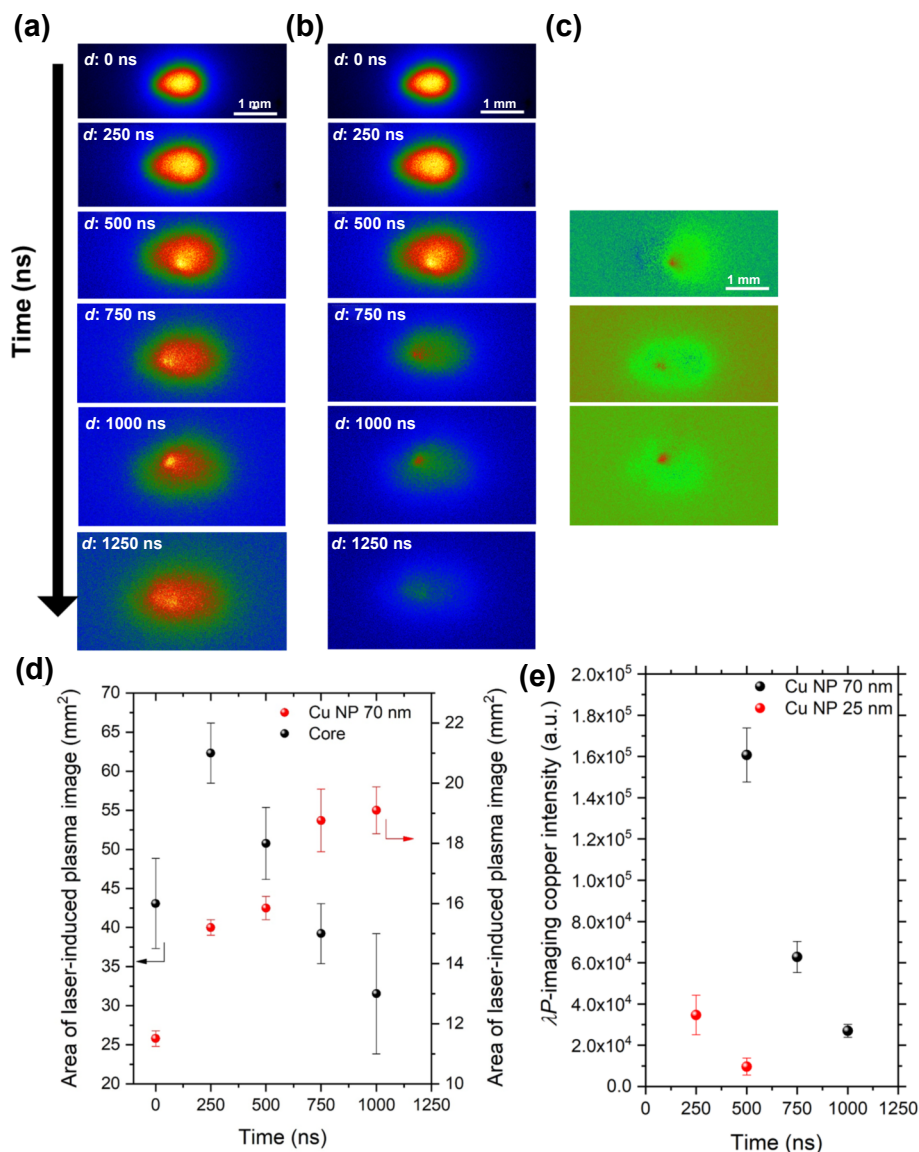 (a)
(b)
(c)
Time (ns)
d: 0 ns
1 mm
d: 250 ns
d: 500 ns
d: 750 ns
d: 1000 ns
d: 1250 ns
d: 0 ns
1 mm
d: 250 ns
d: 500 ns
d: 750 ns
d: 1000 ns
d: 1250 ns
1 mm
(d)
Area of laser-induced plasma image (mm²)
70
65
60
55
50
45
40
35
30
25
20
Cu NP 70 nm
Core
22
20
18
16
14
12
10
Area of laser-induced plasma image (mm²)
0 250 500 750 1000 1250
Time (ns)
(e)
λP-imaging copper intensity (a.u.)
2.0x10⁵
1.8x10⁵
1.6x10⁵
1.4x10⁵
1.2x10⁵
1.0x10⁵
8.0x10⁴
6.0x10⁴
4.0x10⁴
2.0x10⁴
0.0
Cu NP 70 nm
Cu NP 25 nm
0 250 500 750 1000 1250
Time (ns)